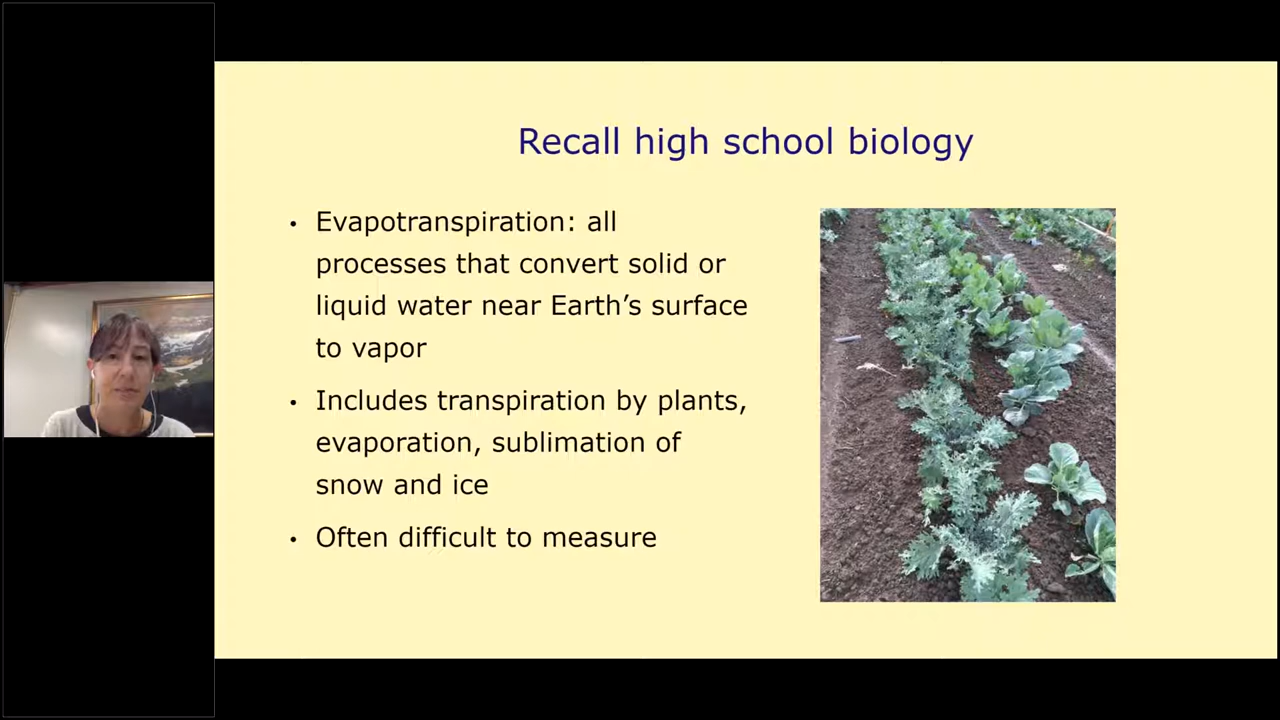 Recall high school biology
• Evapotranspiration: all
processes that convert solid or
liquid water near Earth’s surface
to vapor
• Includes transpiration by plants,
evaporation, sublimation of
snow and ice
• Often difficult to measure